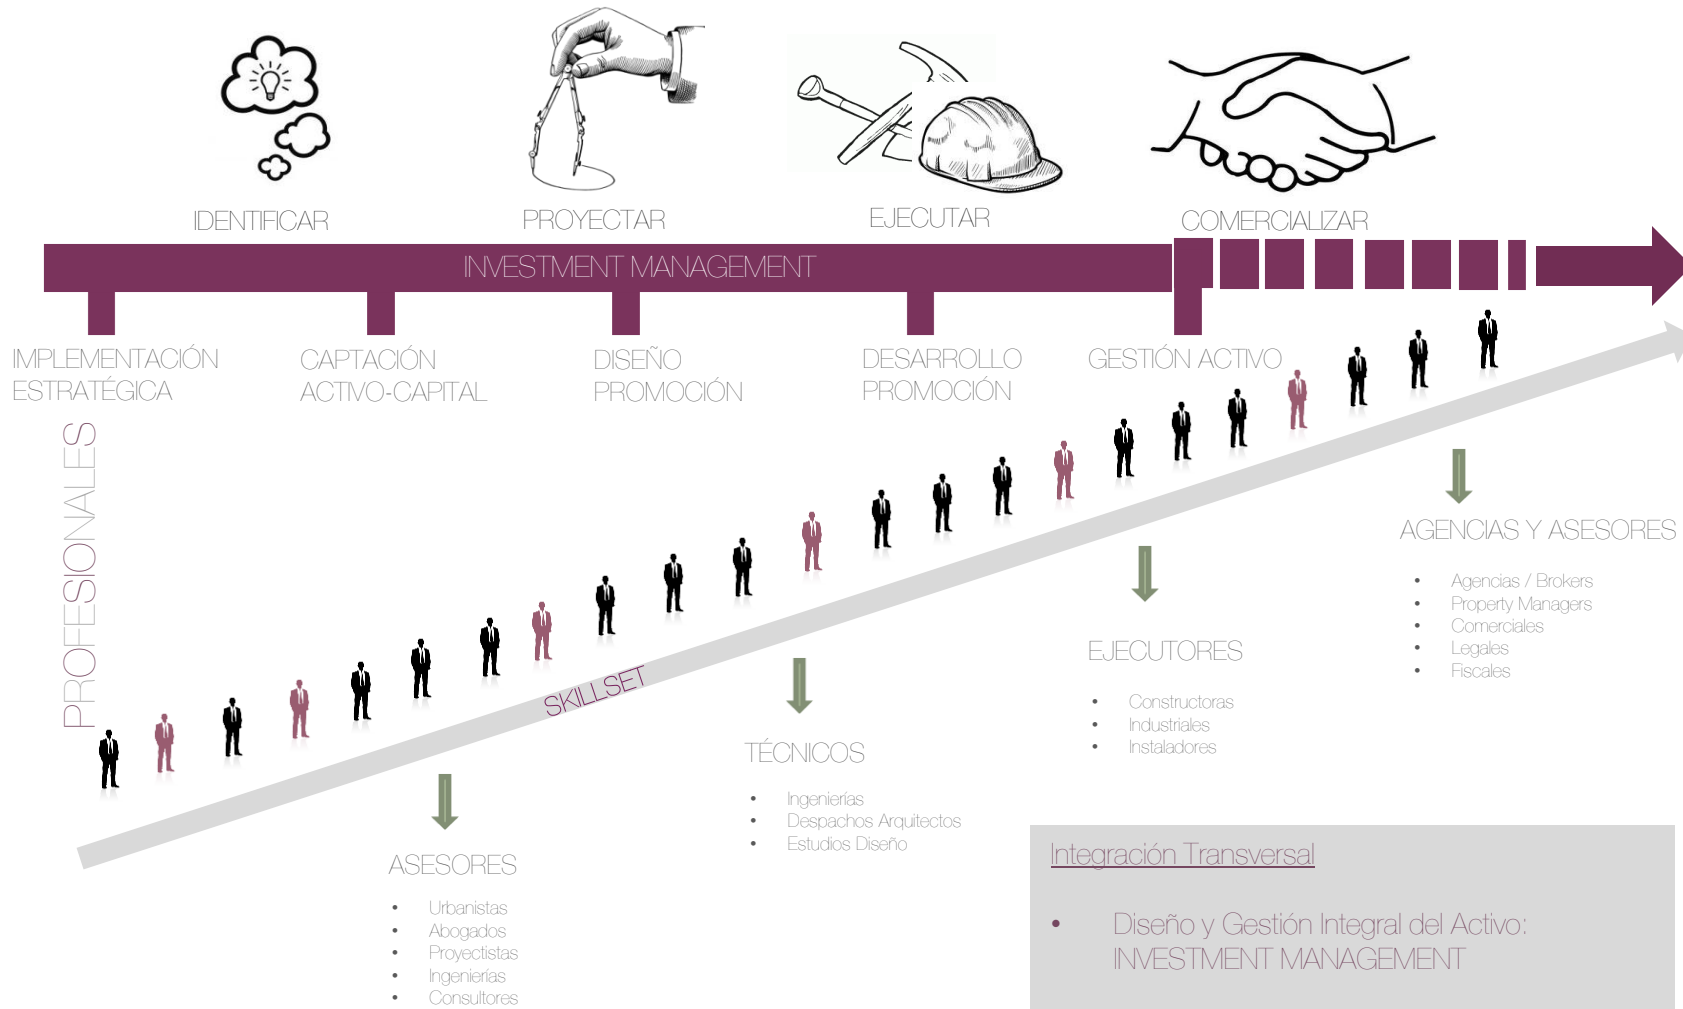 IDENTIFICAR
PROYECTAR
EJECUTAR
COMERCIALIZAR
INVESTMENT MANAGEMENT
IMPLEMENTACIÓN
ESTRATÉGICA
CAPTACIÓN
ACTIVO-CAPITAL
DISEÑO
PROMOCIÓN
DESARROLLO
PROMOCIÓN
GESTIÓN ACTIVO
PROFESIONALES
SKILLSET
ASESORES
• Urbanistas
• Abogados
• Proyectistas
• Ingenierías
• Consultores
TÉCNICOS
• Ingenierías
• Despachos Arquitectos
• Estudios Diseño
EJECUTORES
• Constructoras
• Industriales
• Instaladores
AGENCIAS Y ASESORES
• Agencias / Brokers
• Property Managers
• Comerciales
• Legales
• Fiscales
Integración Transversal
• Diseño y Gestión Integral del Activo:
INVESTMENT MANAGEMENT